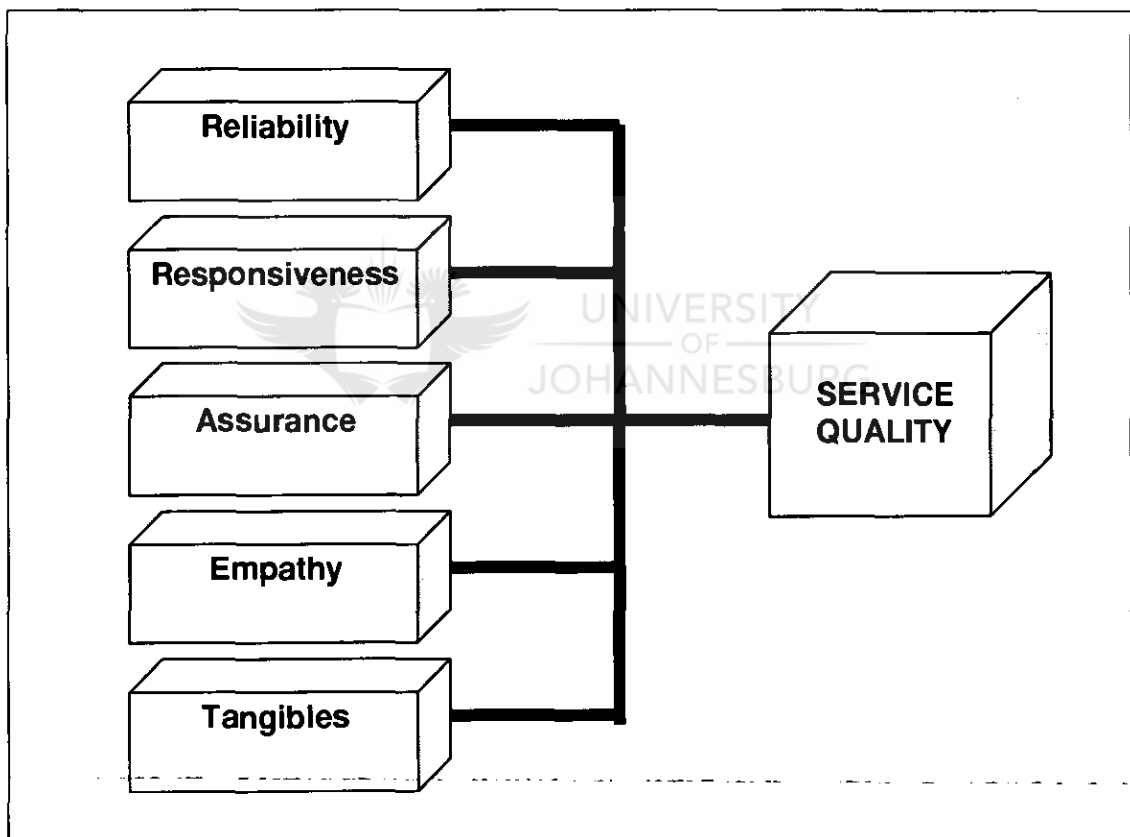 Reliability
Responsiveness
Assurance
Empathy
Tangibles
UNIVERSITY
OF
JOHANNESBURG
SERVICE
QUALITY